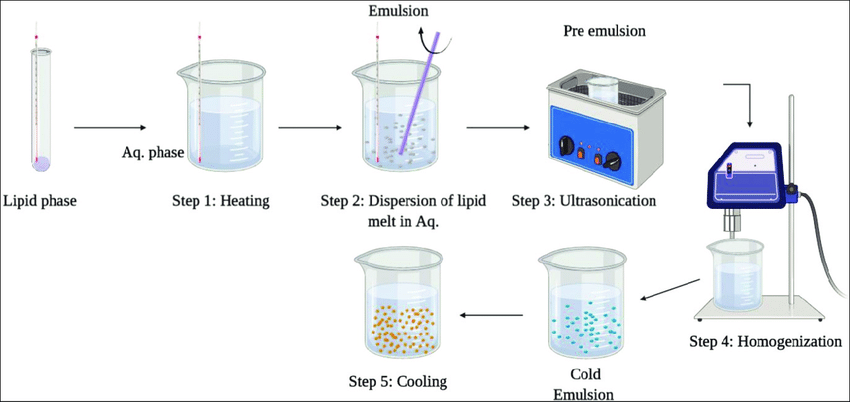 Emulsion
Pre emulsion
Aq. phase
Lipid phase
Step 1: Heating
Step 2: Dispersion of lipid
melt in Aq.
Step 3: Ultrasonication
Step 4: Homogenization
Cold
Emulsion
Step 5: Cooling